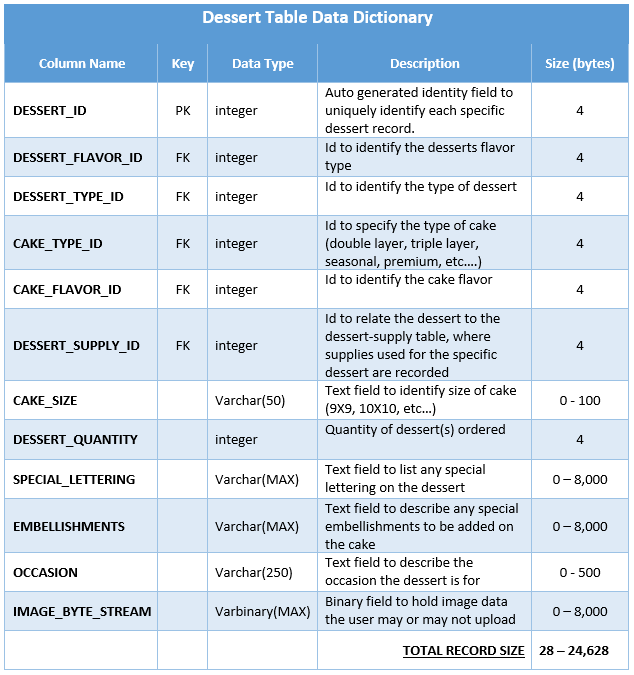 Dessert Table Data Dictionary
Column Name Key Data Type Description Size (bytes)
DESSERT_ID PK integer Auto generated identity field to
uniquely identify each specific
dessert record. 4
DESSERT_FLAVOR_ID FK integer Id to identify the desserts flavor
type 4
DESSERT_TYPE_ID FK integer Id to identify the type of dessert 4
CAKE_TYPE_ID FK integer Id to specify the type of cake
(double layer, triple layer,
seasonal, premium, etc….) 4
CAKE_FLAVOR_ID FK integer Id to identify the cake flavor 4
DESSERT_SUPPLY_ID FK integer Id to relate the dessert to the
dessert-supply table, where
supplies used for the specific
dessert are recorded 4
CAKE_SIZE Varchar(50) Text field to identify size of cake
(9X9, 10X10, etc…) 0 - 100
DESSERT_QUANTITY integer Quantity of dessert(s) ordered 4
SPECIAL_LETTERING Varchar(MAX) Text field to list any special
lettering on the dessert 0 – 8,000
EMBELLISHMENTS Varchar(MAX) Text field to describe any special
embellishments to be added on
the cake 0 – 8,000
OCCASION Varchar(250) Text field to describe the
occasion the dessert is for 0 - 500
IMAGE_BYTE_STREAM Varbinary(MAX) Binary field to hold image data
the user may or may not upload 0 – 8,000
TOTAL RECORD SIZE 28 – 24,628